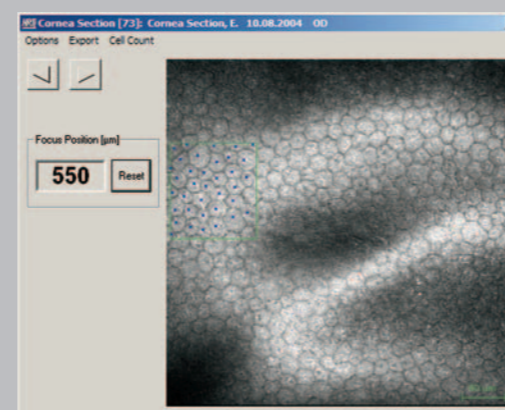 Cornea Section [73]: Cornea Section, E. 10.08.2004 OD
Options Export Cell Count
Focus Position [µm]
550 Reset